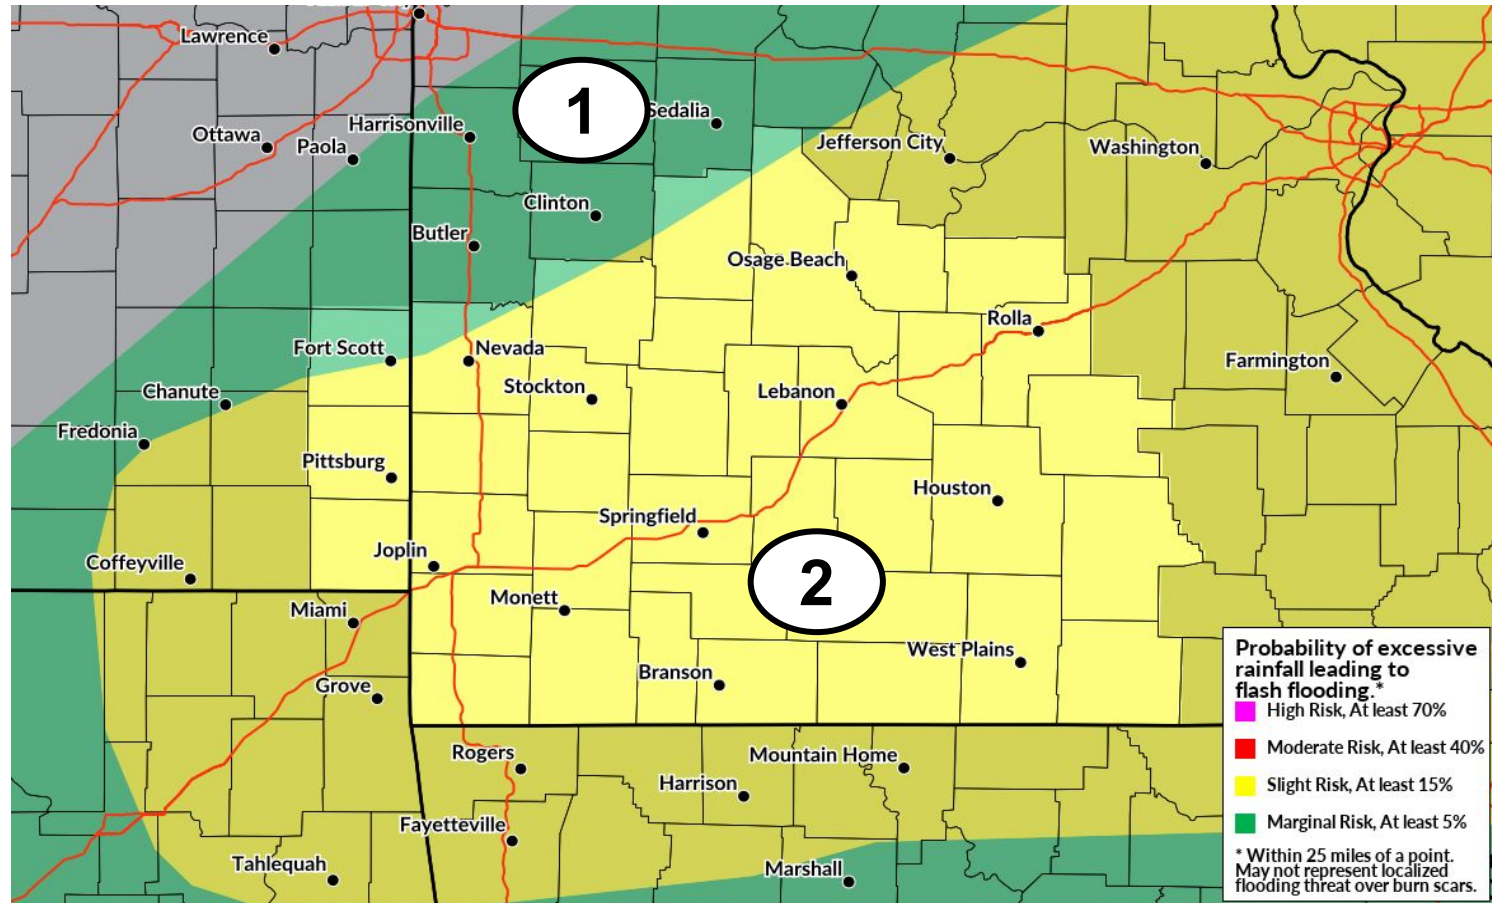 Lawrence
1
Sedalia
Harrisonville
Ottawa
Paola
Jefferson City
Washington
Clinton
Butler
Osage Beach
Rolla
Fort Scott
Nevada
Farmington
Stockton
Chanute
Lebanon
Fredonia
Pittsburg
Houston
Springfield
Joplin
Coffeyville
2
Monett
Miami
West Plains
Branson
Grove
Rogers
Mountain Home
Harrison
Fayetteville
Tahlequah
Marshall
Probability of excessive
rainfall leading to
flash flooding.*
High Risk, At least 70%
Moderate Risk, At least 40%
Slight Risk, At least 15%
Marginal Risk, At least 5%
* Within 25 miles of a point.
May not represent localized
flooding threat over burn scars.